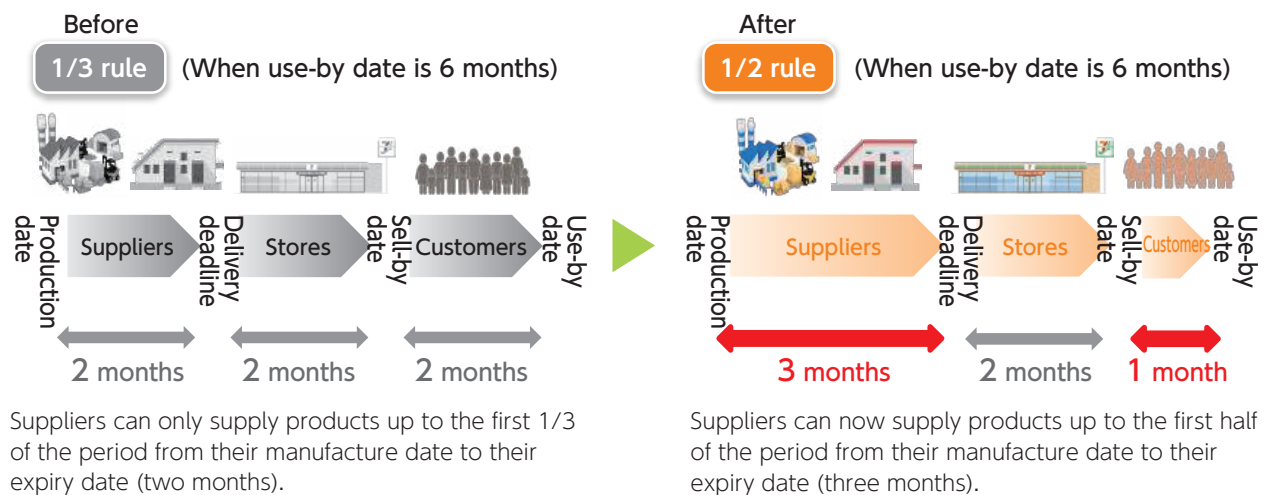 Before
1/3 rule (When use-by date is 6 months)
Production date
Suppliers
Delivery deadline
Stores
Sell-by date
Customers
Use-by date
2 months
2 months
2 months
Suppliers can only supply products up to the first 1/3
of the period from their manufacture date to their
expiry date (two months).
After
1/2 rule (When use-by date is 6 months)
Production date
Suppliers
Delivery deadline
Stores
Sell-by date
Customers
Use-by date
3 months
2 months
1 month
Suppliers can now supply products up to the first half
of the period from their manufacture date to their
expiry date (three months).